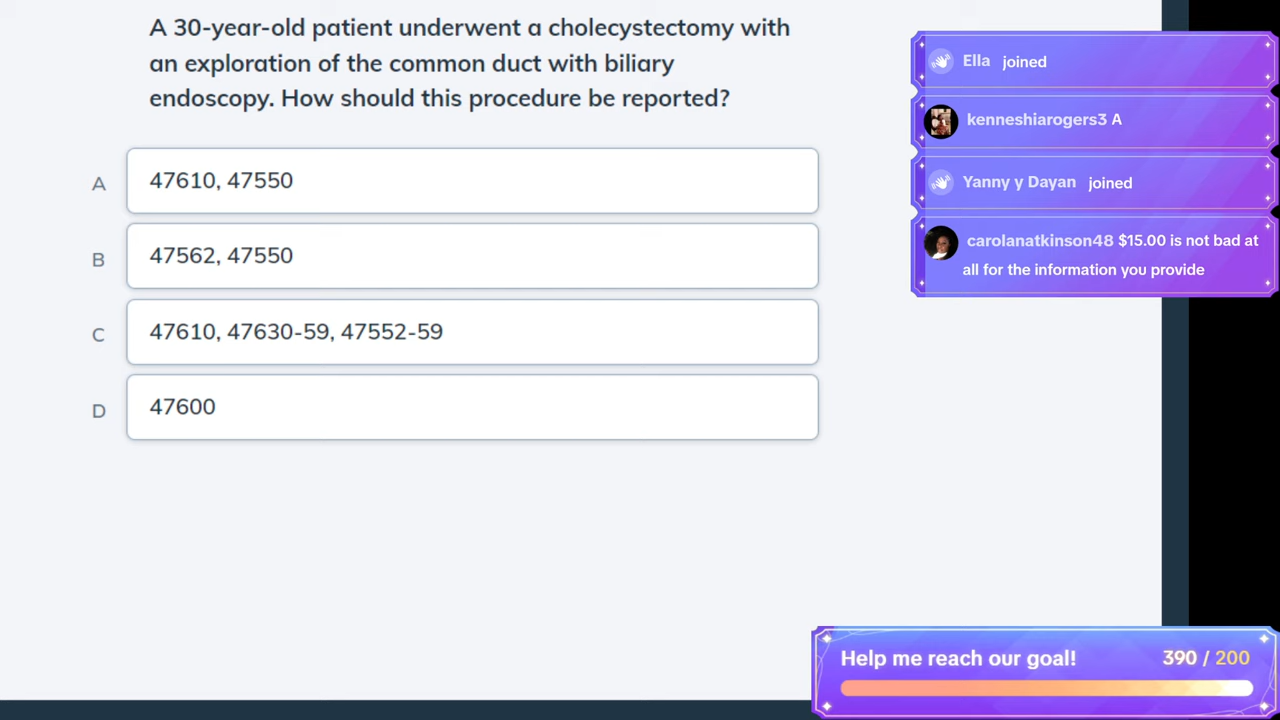 A 30-year-old patient underwent a cholecystectomy with
an exploration of the common duct with biliary
endoscopy. How should this procedure be reported?
A 47610, 47550
B 47562, 47550
C 47610, 47630-59, 47552-59
D 47600
Ella joined
kenneshiarogers3 A
Yanny y Dayan joined
carolanatkinson48 $15.00 is not bad at
all for the information you provide
Help me reach our goal! 390 / 200